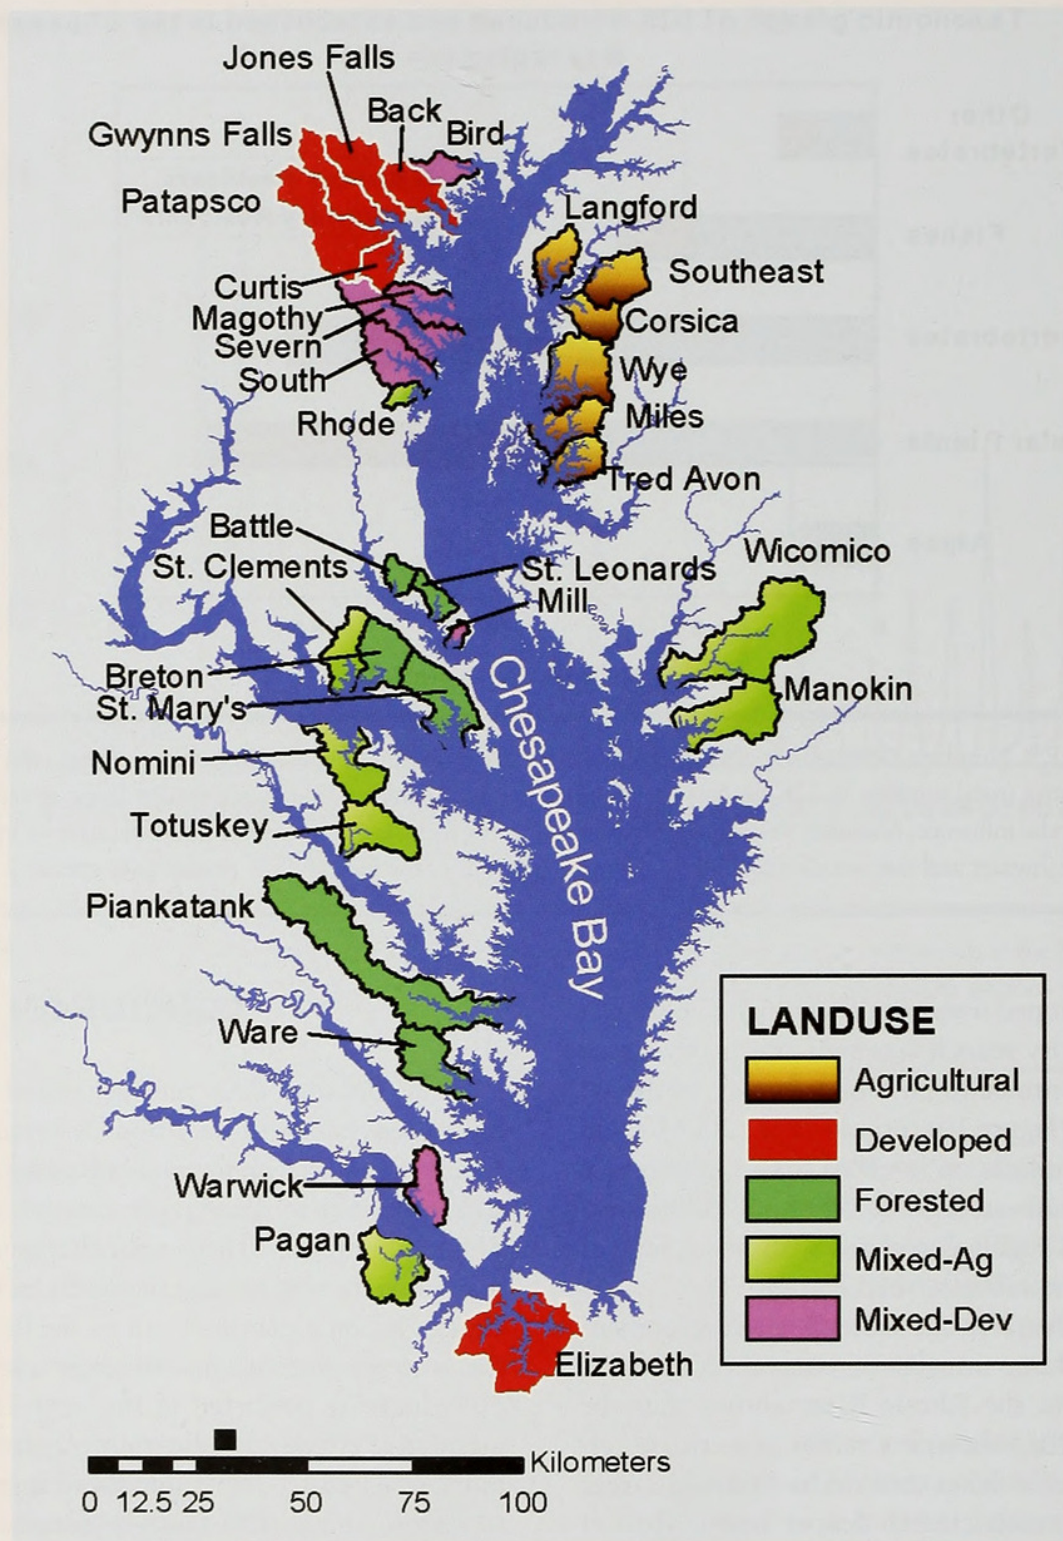 Jones Falls
Back
Gwynns Falls
Bird
Patapsco
Langford
Southeast
Curtis
Magothy
Corsica
Severn
South
Wye
Rhode
Miles
Tred Avon
Battle
Wicomico
St. Clements
St. Leonards
Mill
Breton
St. Mary's
Manokin
Chesapeake Bay
Nomini
Totuskey
Piankatank
Ware
LANDUSE
Agricultural
Developed
Forested
Mixed-Ag
Mixed-Dev
Warwick
Pagan
Elizabeth
Kilometers
0 12.5 25 50 75 100